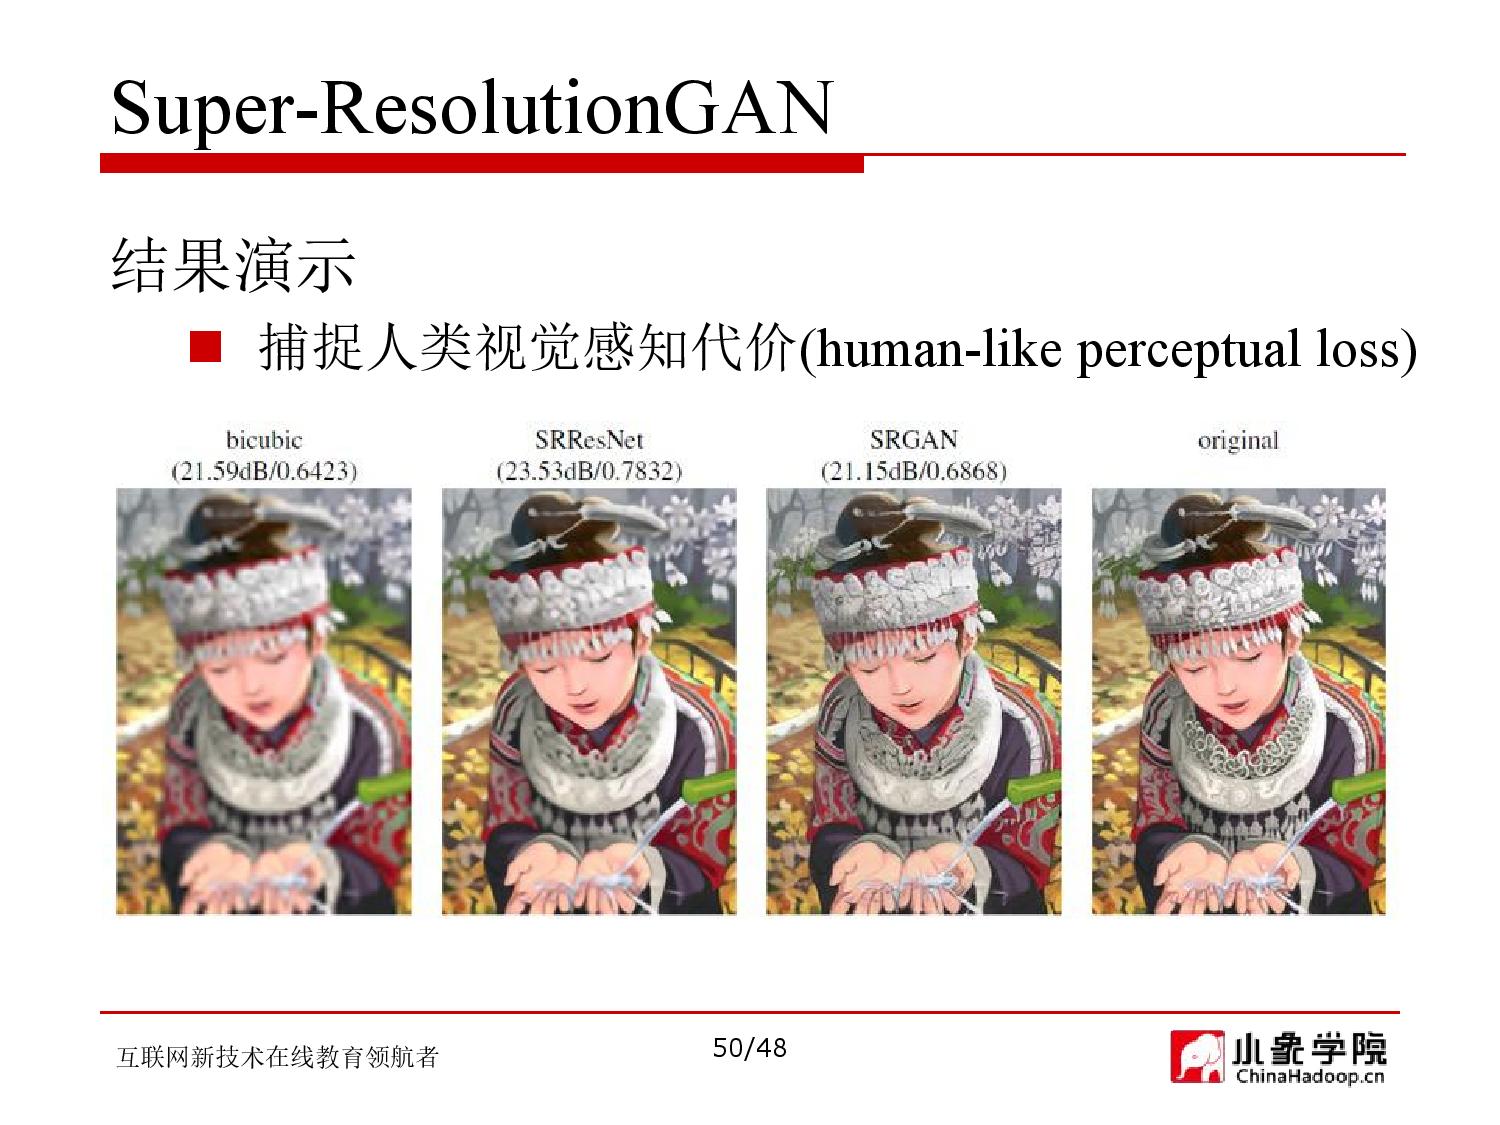 Super-ResolutionGAN
结果演示
捕捉人类视觉感知代价(human-like perceptual loss)
bicubic
(21.59dB/0.6423)
SRResNet
(23.53dB/0.7832)
SRGAN
(21.15dB/0.6868)
original
互联网新技术在线教育领航者
50/48
小象学院
ChinaHadoop.cn